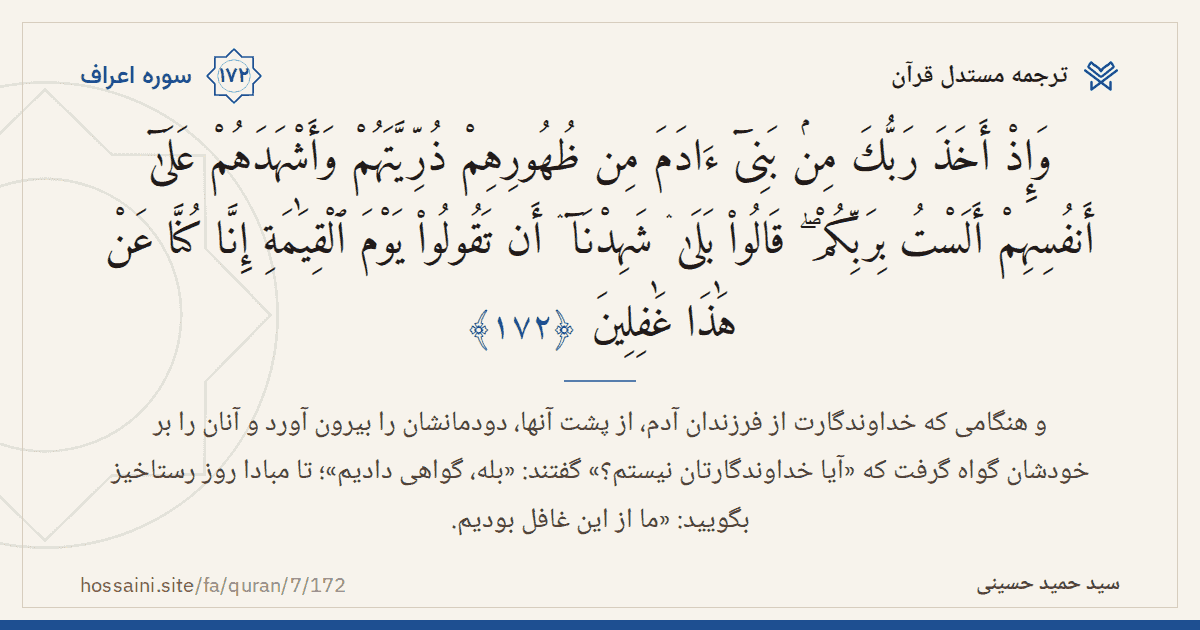 ترجمه مستدل قرآن
سوره اعراف ۱۷۲
وَإِذْ أَخَذَ رَبُّكَ مِنۢ بَنِىٓ ءَادَمَ مِن ظُهُورِهِمْ ذُرِّيَّتَهُمْ وَأَشْهَدَهُمْ عَلَىٰٓ
أَنفُسِهِمْ أَلَسْتُ بِرَبِّكُمْ ۖ قَالُوا۟ بَلَىٰ ۛ شَهِدْنَآ ۛ أَن تَقُولُوا۟ يَوْمَ ٱلْقِيَـٰمَةِ إِنَّا كُنَّا عَنْ
هَـٰذَا غَـٰفِلِينَ ﴿۱۷۲﴾
و هنگامی که خداوندگارت از فرزندان آدم، از پشت آنها، دودمانشان را بیرون آورد و آنان را بر
خودشان گواه گرفت که «آیا خداوندگارتان نیستم؟» گفتند: «بله، گواهی دادیم»؛ تا مبادا روز رستاخیز
بگویید: «ما از این غافل بودیم.
سید حمید حسینی
hossaini.site/fa/quran/7/172